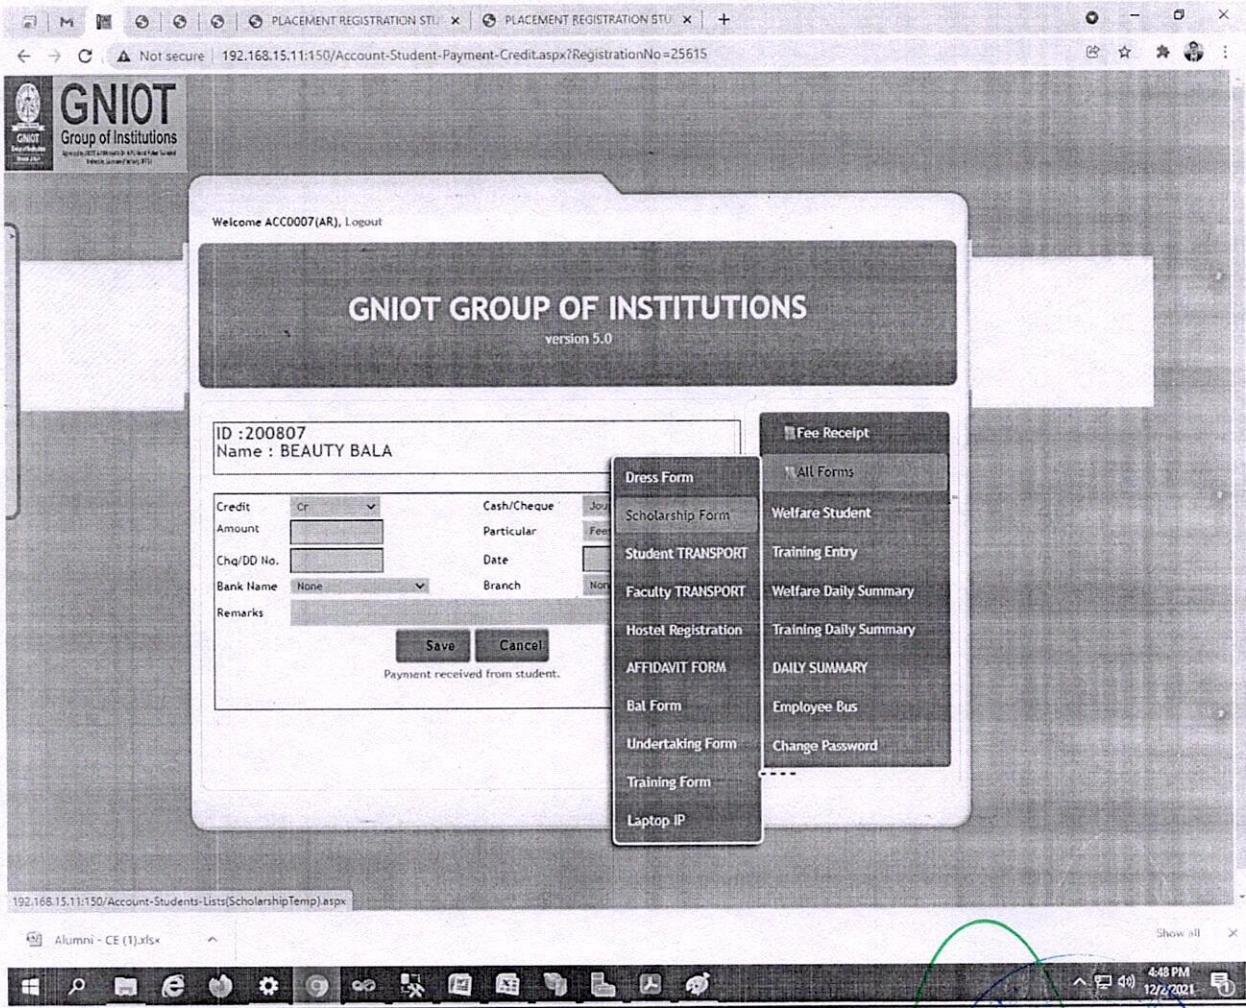 PLACEMENT REGISTRATION STU
PLACEMENT REGISTRATION STU
Not secure 192.168.15.11:150/Account-Student-Payment-Credit.aspx?RegistrationNo=25615
GNIOT
GNIOT
Group of Institutions
Welcome ACC0007(AR), Logout
GNIOT GROUP OF INSTITUTIONS
version 5.0
ID :200807
Name : BEAUTY BALA
Credit Cr Cash/Cheque Jou
Amount Particular Fee
Chq/DD No. Date
Bank Name None Branch Non
Remarks
Save Cancel
Payment received from student.
Dress Form
Scholarship Form
Student TRANSPORT
Faculty TRANSPORT
Hostel Registration
AFFIDAVIT FORM
Bal Form
Undertaking Form
Training Form
Laptop IP
Fee Receipt
All Forms
Welfare Student
Training Entry
Welfare Daily Summary
Training Daily Summary
DAILY SUMMARY
Employee Bus
Change Password
192.168.15.11:150/Account-Students-Lists(ScholarshipTemp).aspx
Alumni - CE (1).xlsx
Show all
4:48 PM
12/2/2021